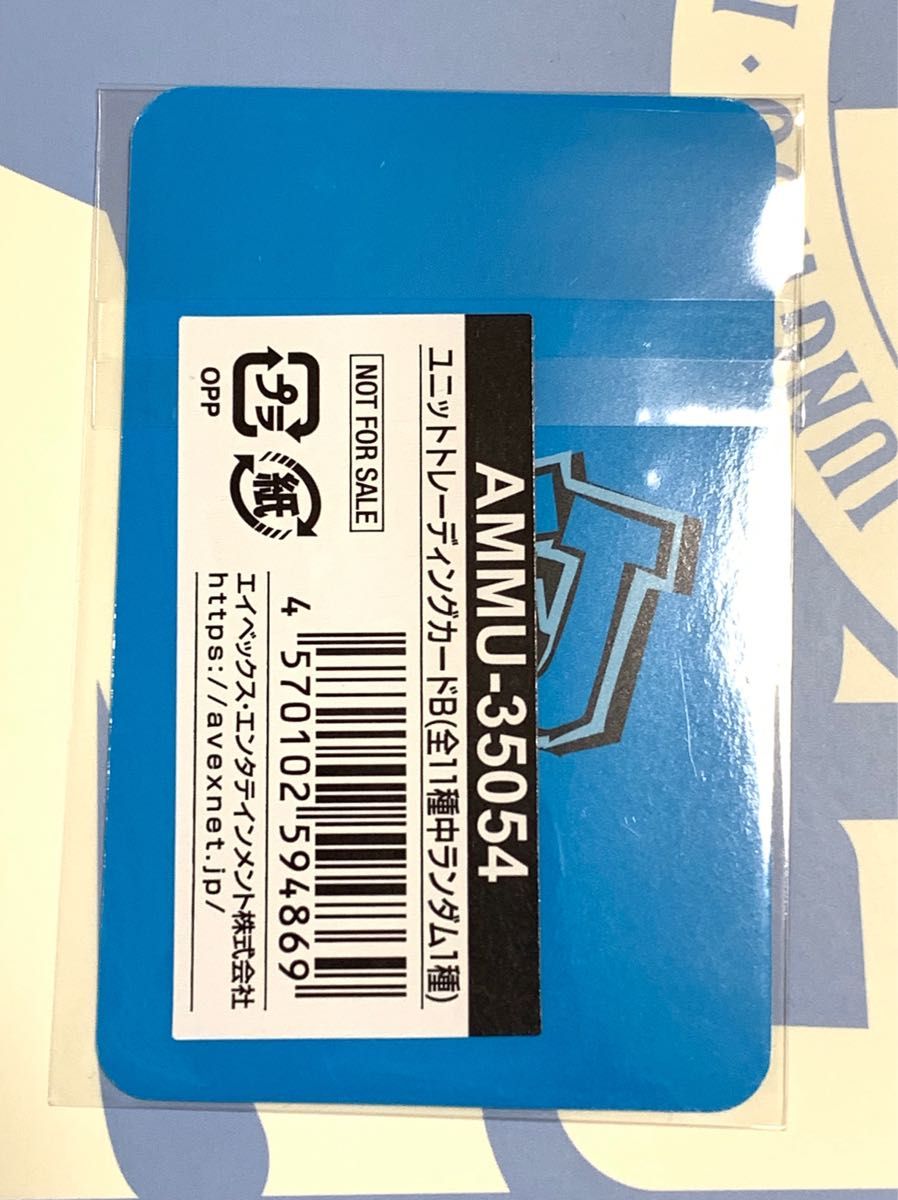 AMMU-35054
ユニットトレーディングカードB(全11種中ランダム1種)
NOT FOR SALE
プラ
OPP
紙
4 570102 594869
エイベックス・エンタテインメント株式会社
https://avexnet.jp/